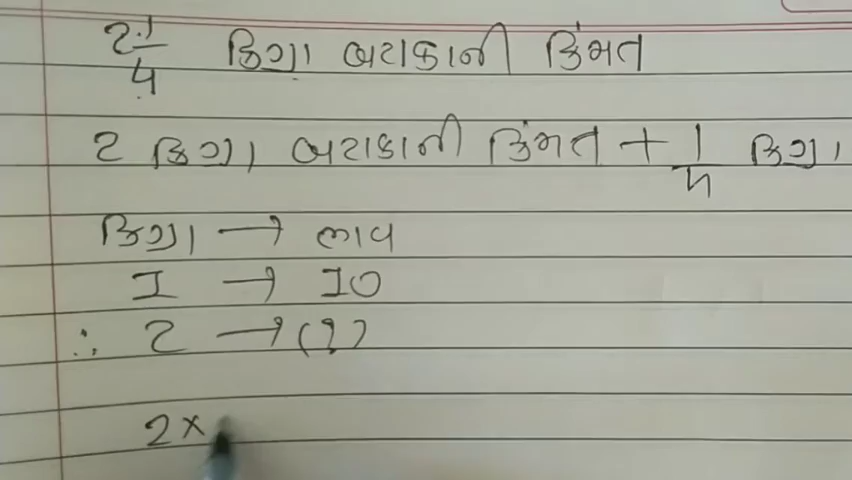 2 1/4 કિગ્રા બટાકાની કિંમત
2 કિગ્રા બટાકાની કિંમત + 1/4 કિગ્રા
કિગ્રા → ભાવ
1 → 10
∴ 2 → (?)
2 ×